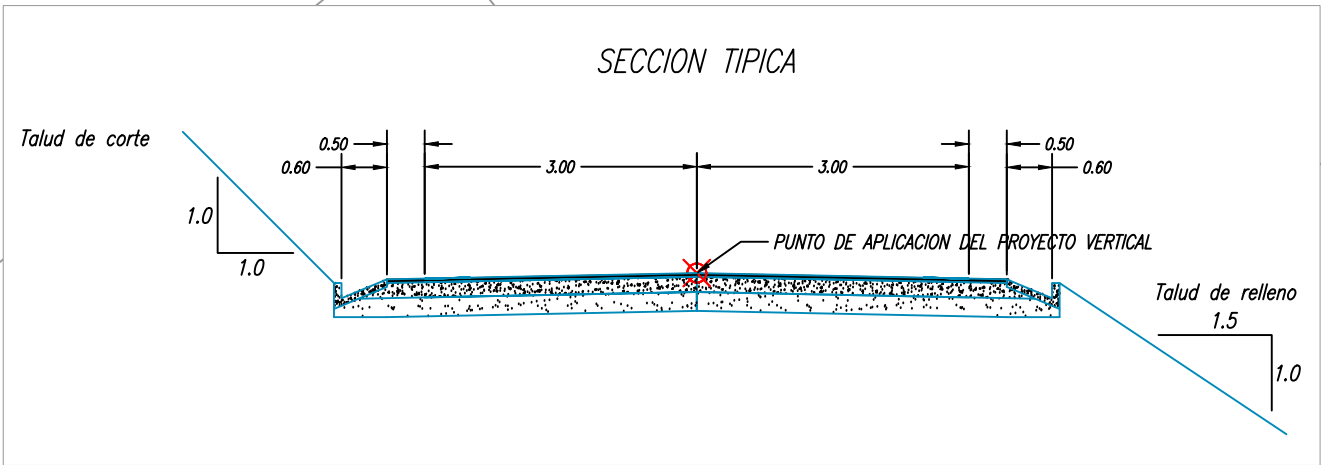 SECCION TIPICA
Talud de corte
0.50
0.50
0.60
3.00
3.00
0.60
1.0
1.0
PUNTO DE APLICACION DEL PROYECTO VERTICAL
Talud de relleno
1.5
1.0